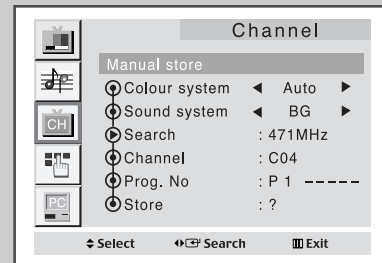 Channel
Manual store
Colour system ◀ Auto ▶
Sound system ◀ BG ▶
CH
Search : 471MHz
Channel : C04
Prog. No : P 1 -----
PC
Store : ?
Select Search Exit